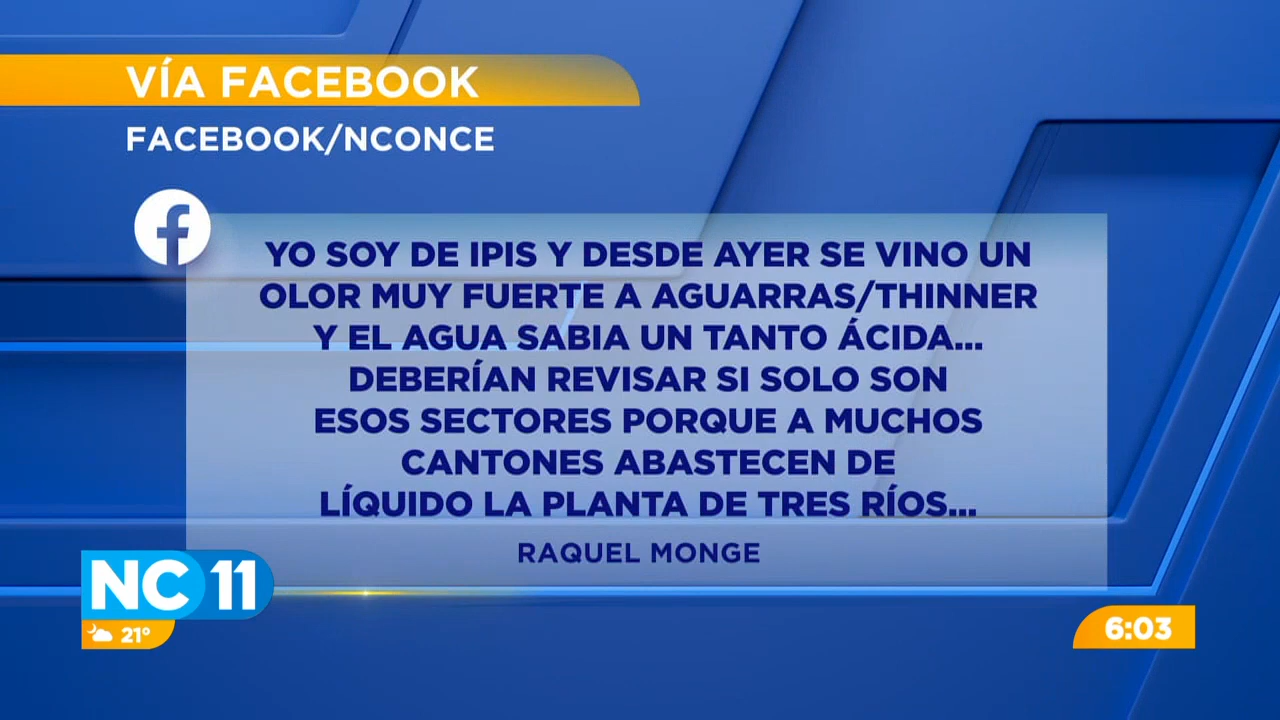 VÍA FACEBOOK
FACEBOOK/NCONCE
YO SOY DE IPIS Y DESDE AYER SE VINO UN
OLOR MUY FUERTE A AGUARRAS/THINNER
Y EL AGUA SABIA UN TANTO ÁCIDA...
DEBERÍAN REVISAR SI SOLO SON
ESOS SECTORES PORQUE A MUCHOS
CANTONES ABASTECEN DE
LÍQUIDO LA PLANTA DE TRES RÍOS...
RAQUEL MONGE
NC 11
21°
6:03